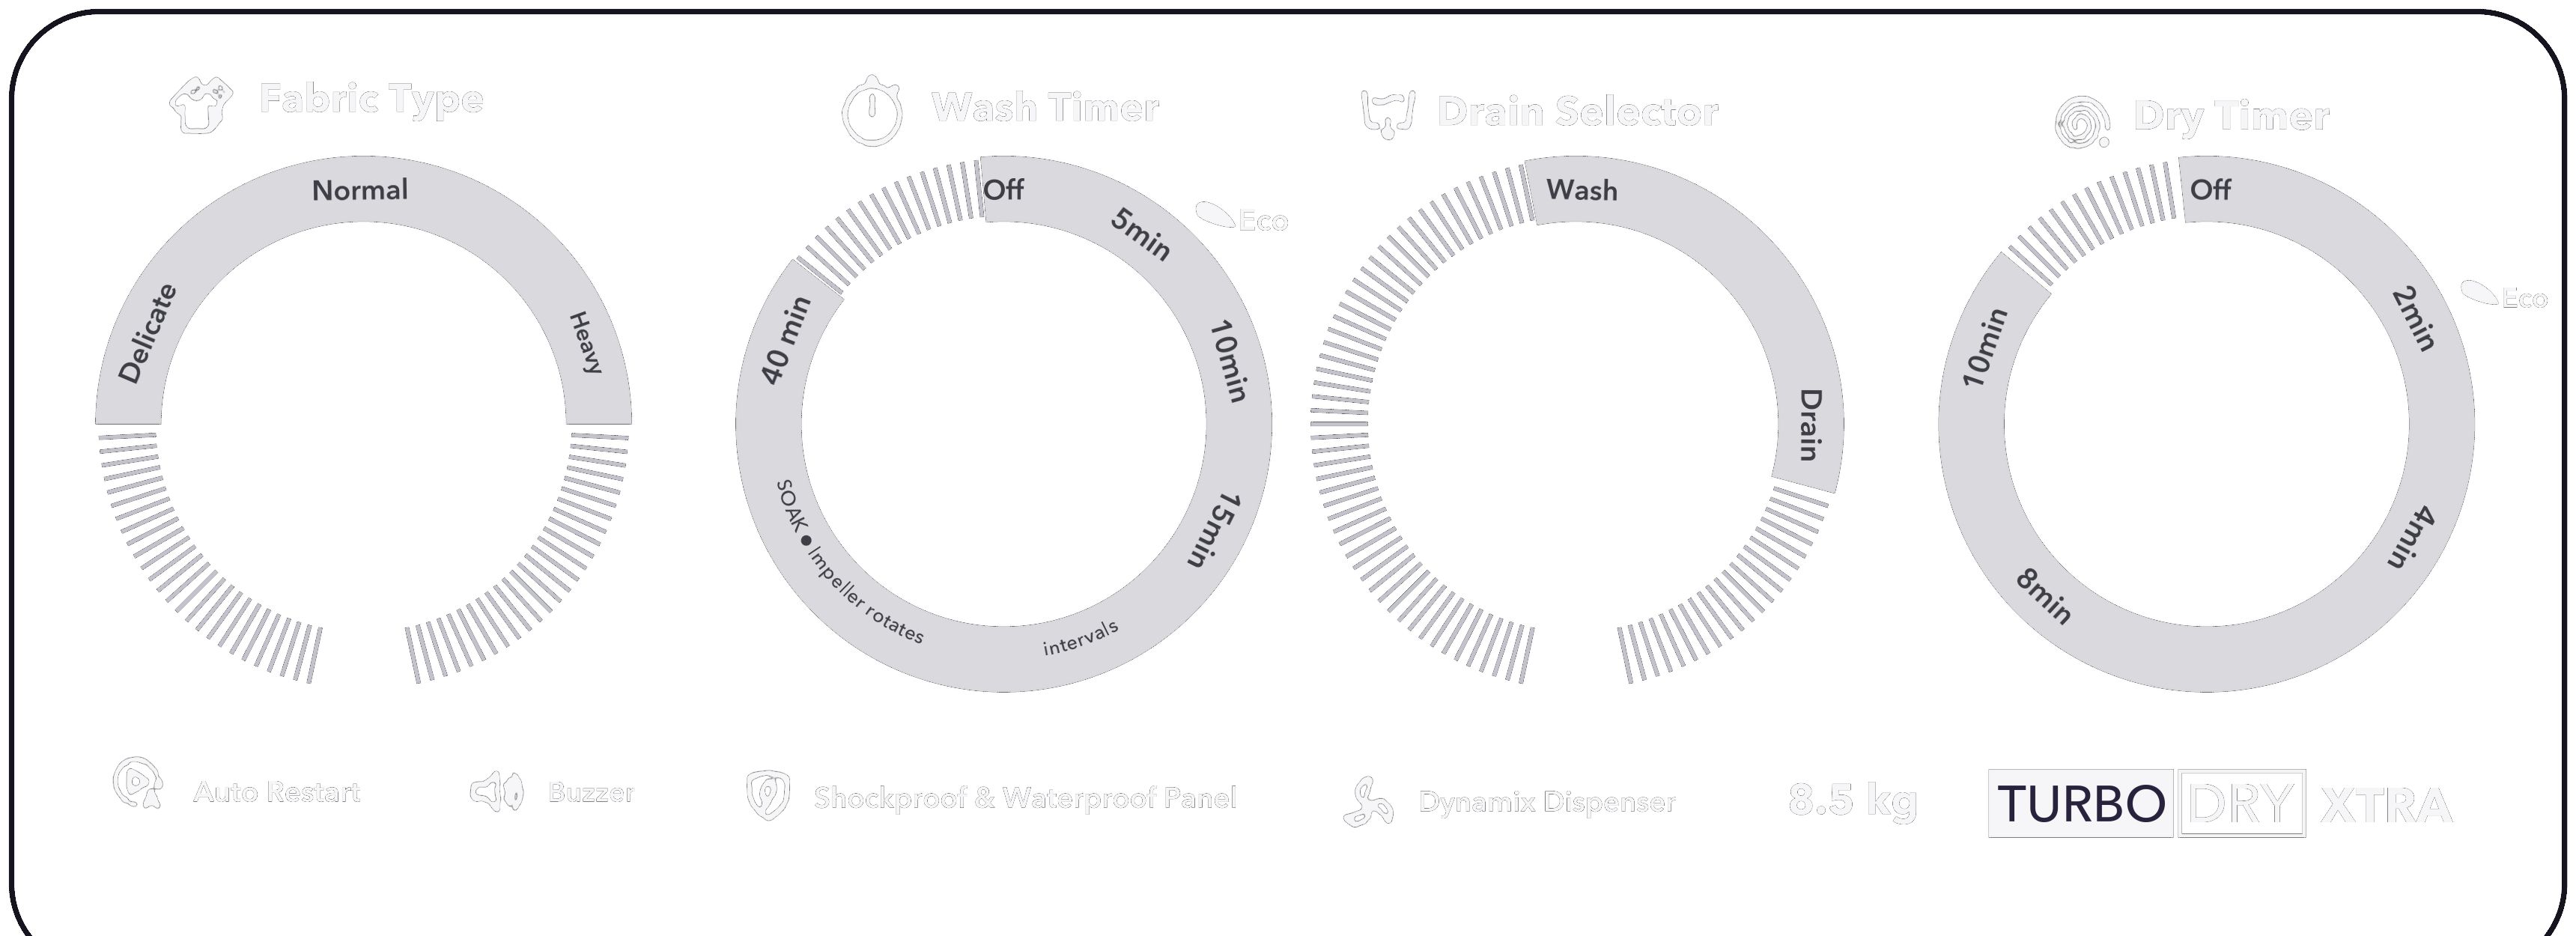 Fabric Type
Normal
Delicate
Heavy
Wash Timer
Off
5min
Eco
10min
15min
intervals
SOAK ● Impeller rotates
40 min
Drain Selector
Wash
Drain
Dry Timer
Off
2min
Eco
4min
8min
10min
Auto Restart
Buzzer
Shockproof & Waterproof Panel
Dynamix Dispenser
8.5 kg
TURBO DRY XTRA